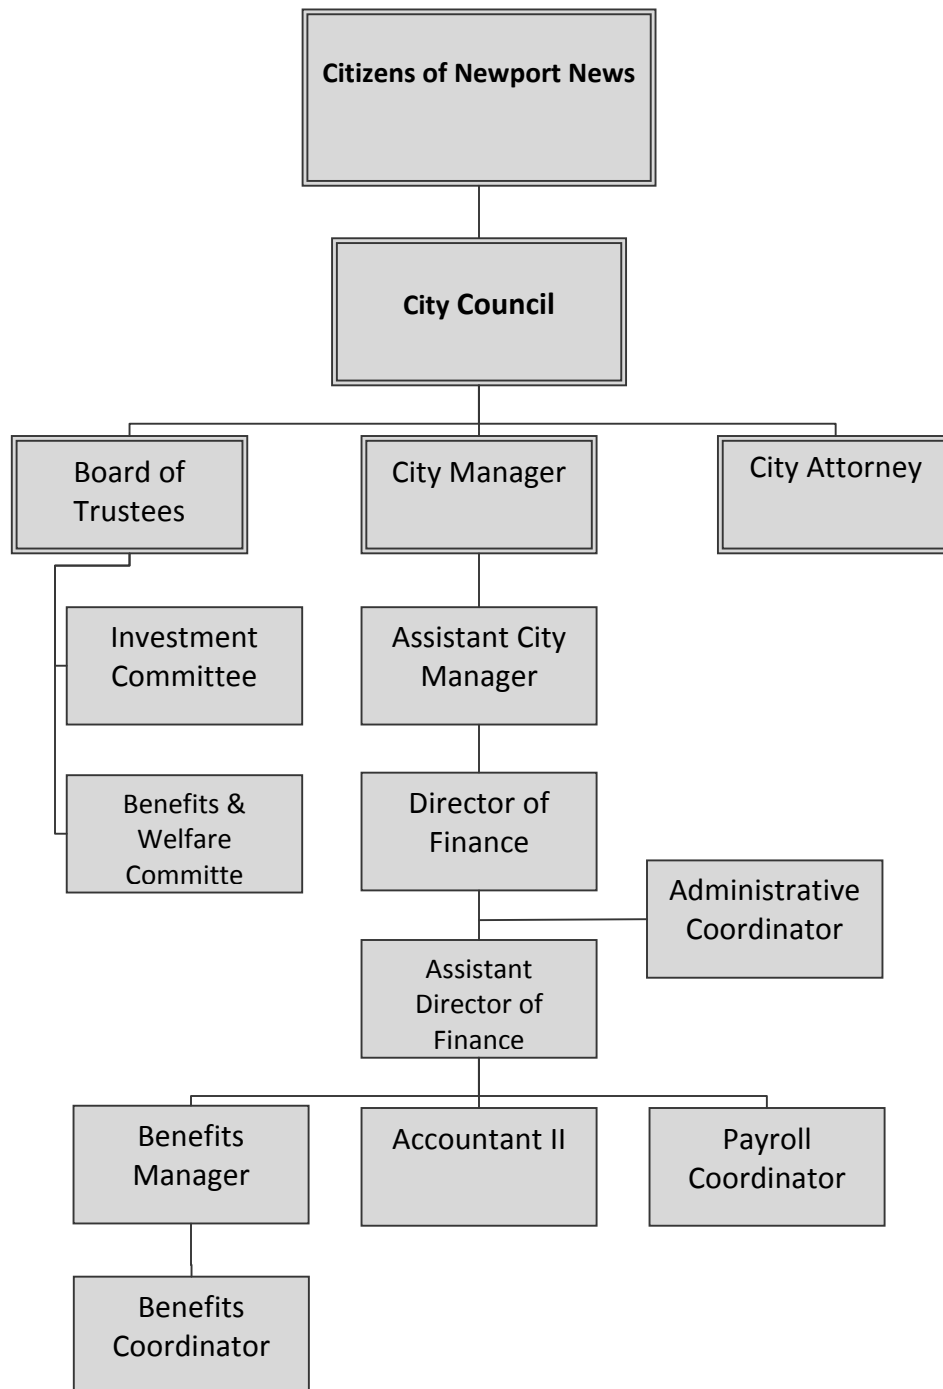 Citizens of Newport News
City Council
Board of
Trustees
City Manager
City Attorney
Investment
Committee
Assistant City
Manager
Benefits &
Welfare
Committe
Director of
Finance
Administrative
Coordinator
Assistant
Director of
Finance
Benefits
Manager
Accountant II
Payroll
Coordinator
Benefits
Coordinator